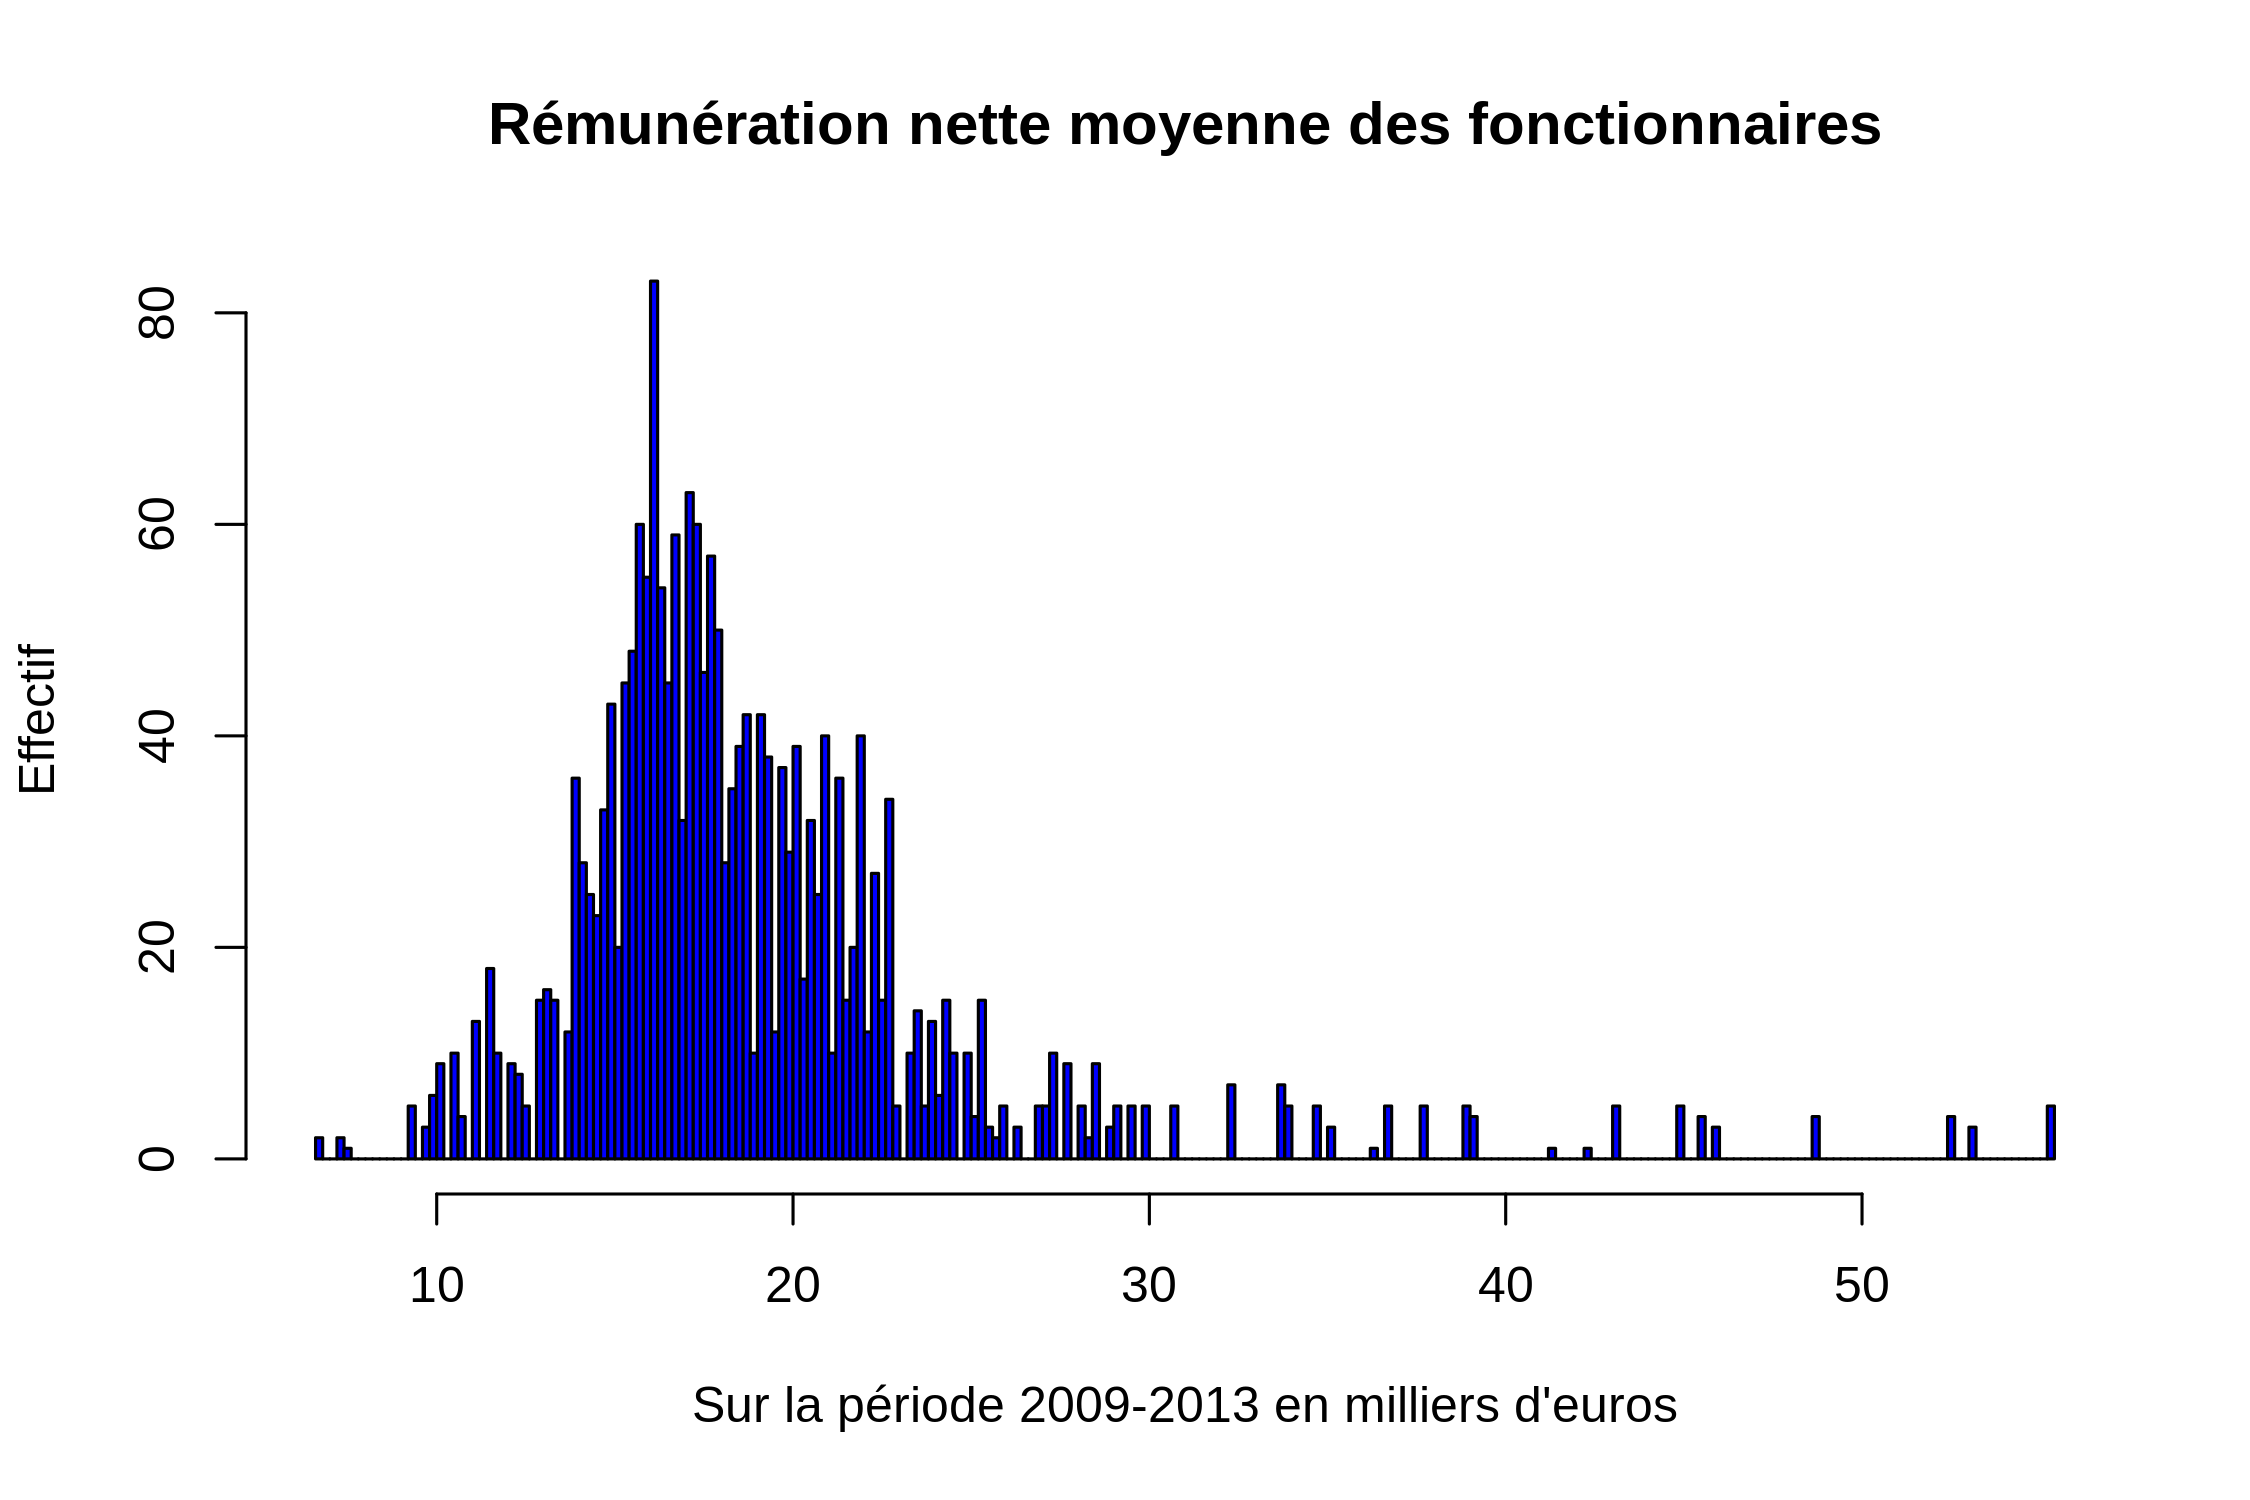 Rémunération nette moyenne des fonctionnaires
Effectif
80
60
40
20
0
10 20 30 40 50
Sur la période 2009-2013 en milliers d'euros